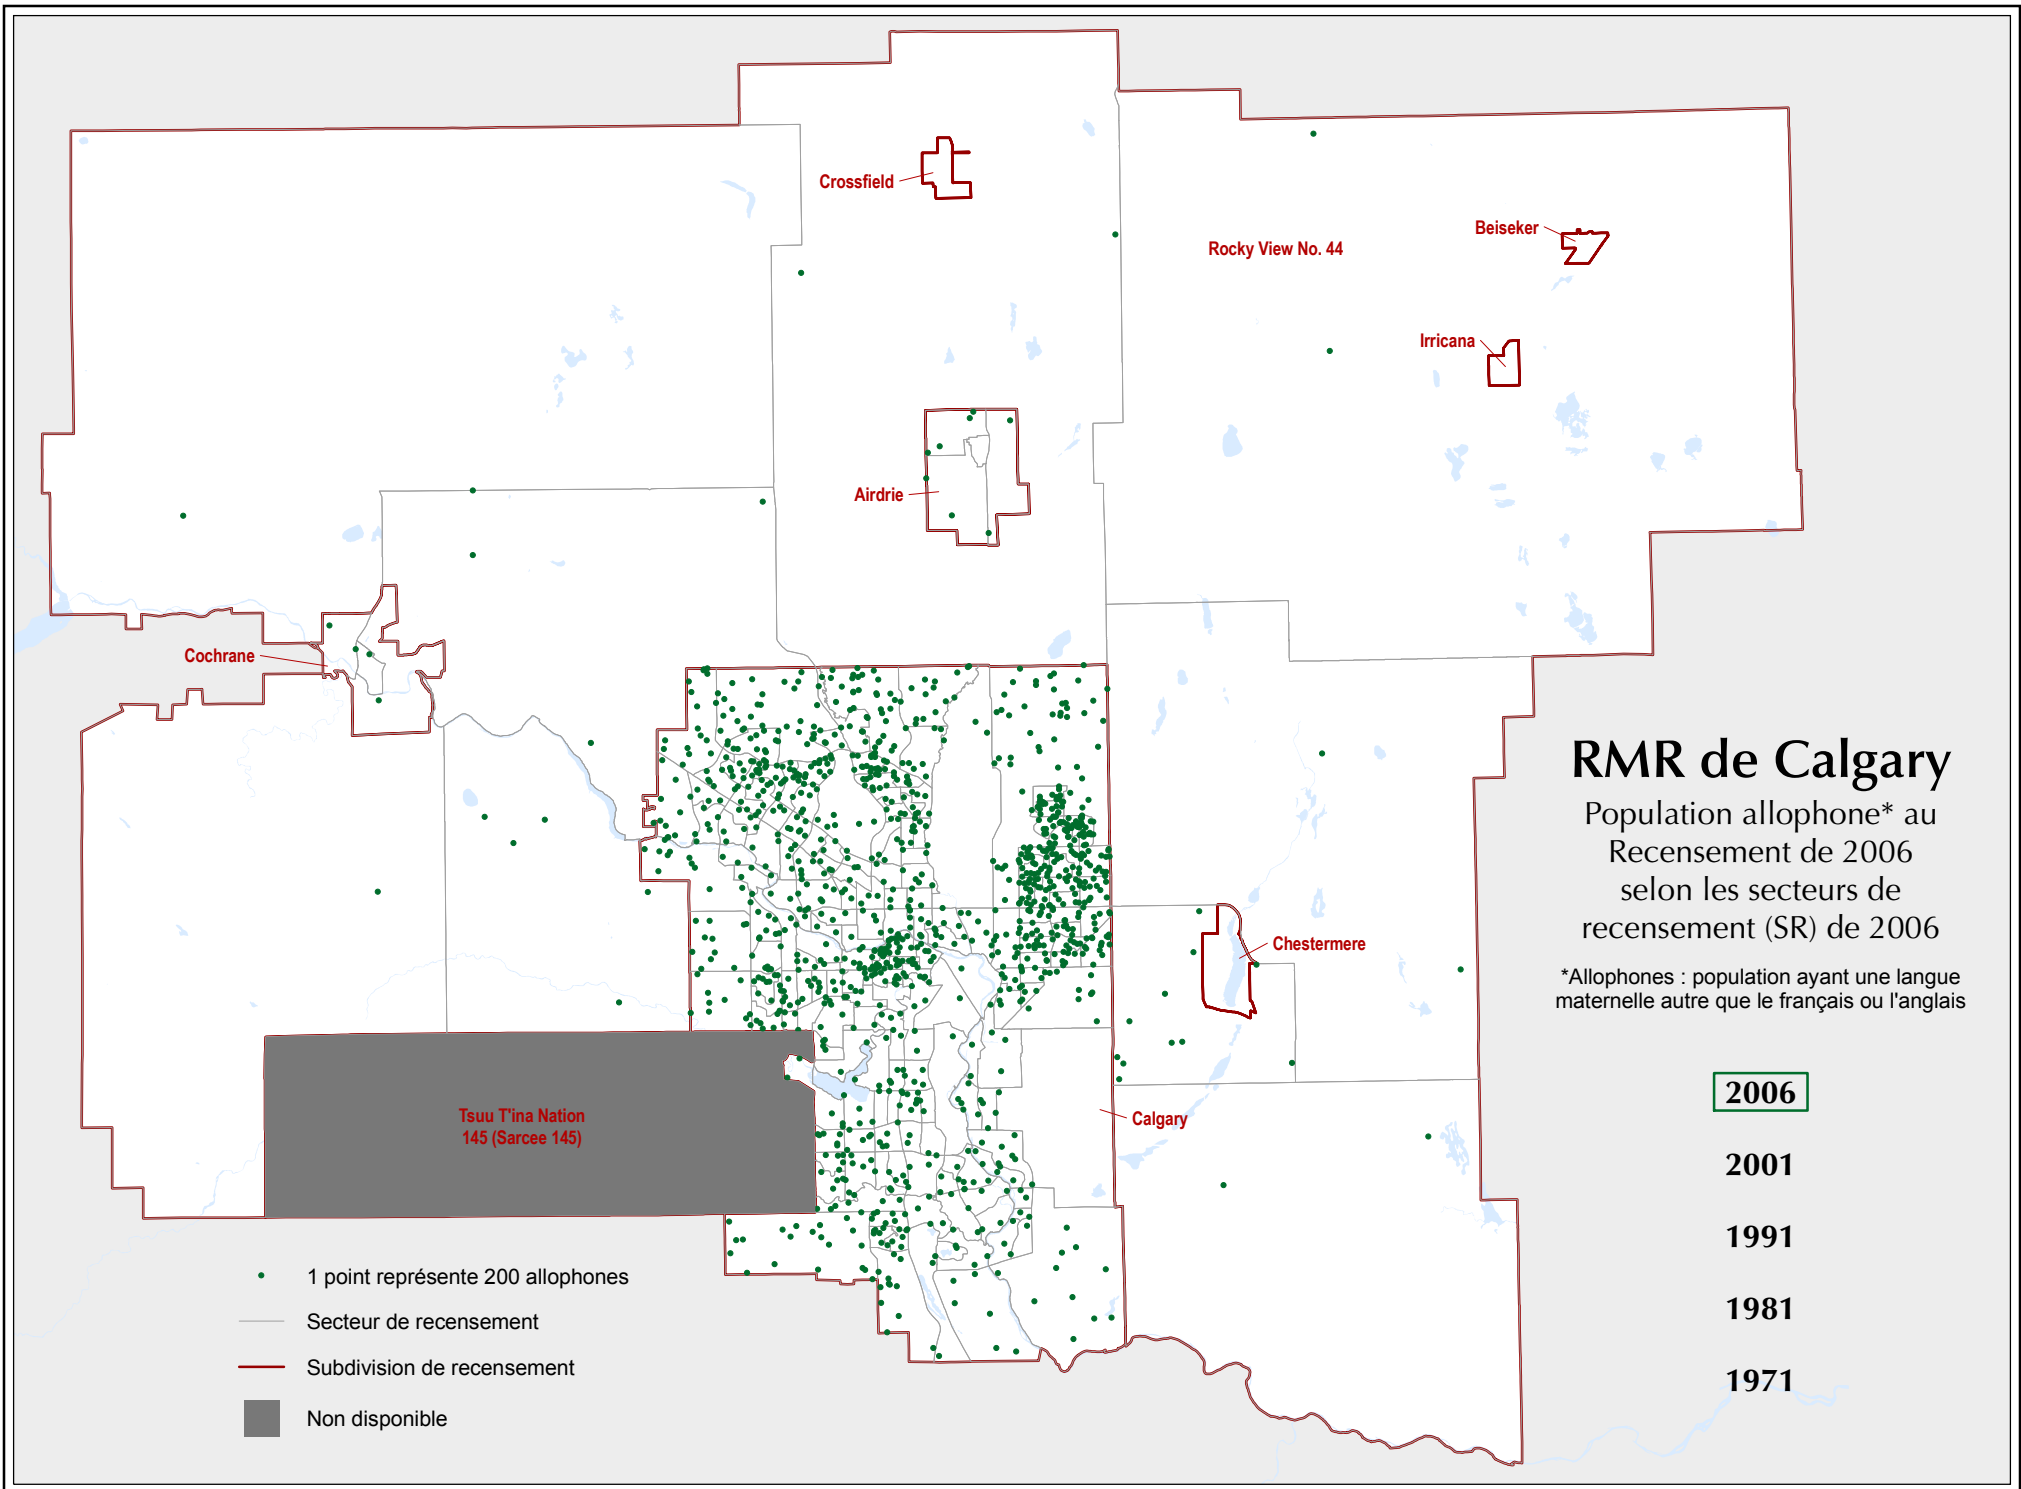 Crossfield
Beiseker
Rocky View No. 44
Irricana
Airdrie
Cochrane
RMR de Calgary
Population allophone* au
Recensement de 2006
selon les secteurs de
recensement (SR) de 2006
*Allophones : population ayant une langue
maternelle autre que le français ou l'anglais
Chestermere
Calgary
Tsuu T'ina Nation
145 (Sarcee 145)
2006
2001
1991
1981
1971
1 point représente 200 allophones
Secteur de recensement
Subdivision de recensement
Non disponible